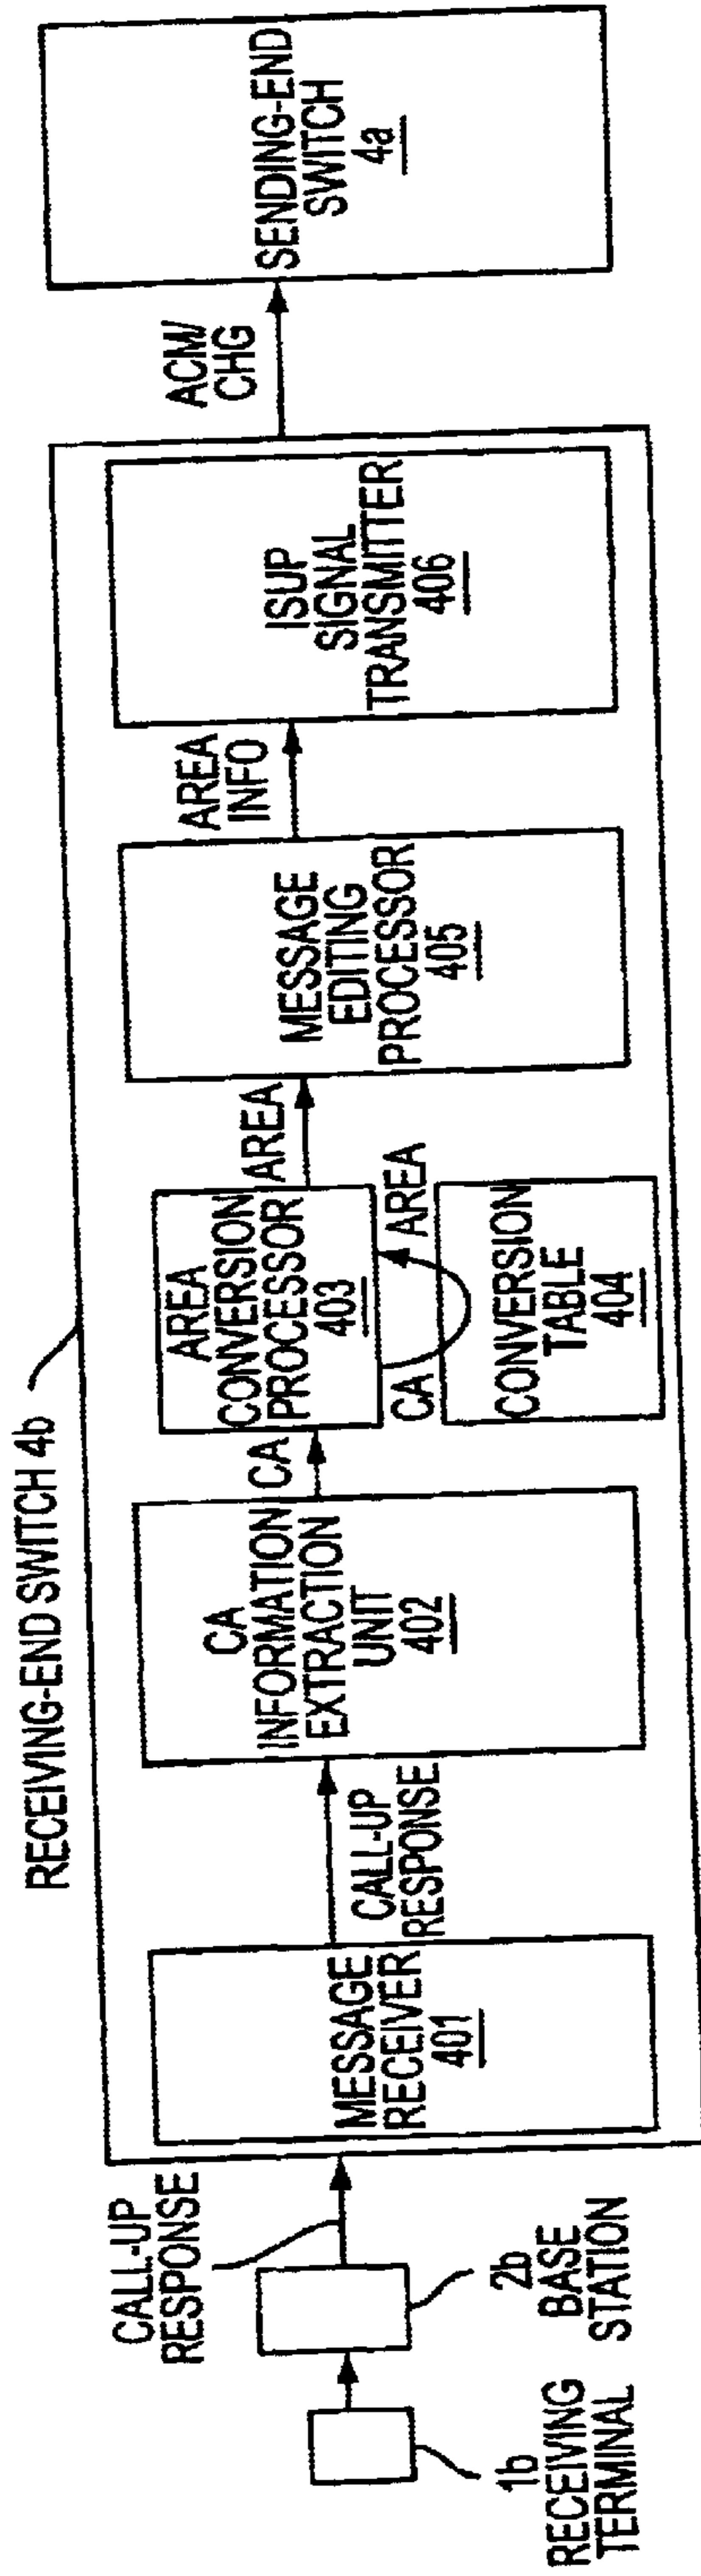 RECEIVING-END SWITCH 4b
1b
RECEIVING
TERMINAL
2b
BASE
STATION
CALL-UP
RESPONSE
MESSAGE
RECEIVER
401
CALL-UP
RESPONSE
CA
INFORMATION
EXTRACTION
UNIT
402
CA
AREA
CONVERSION
PROCESSOR
403
CA
AREA
CONVERSION
TABLE
404
AREA
MESSAGE
EDITING
PROCESSOR
405
AREA
INFO
ISUP
SIGNAL
TRANSMITTER
406
ACM/
CHG
SENDING-END
SWITCH
4a